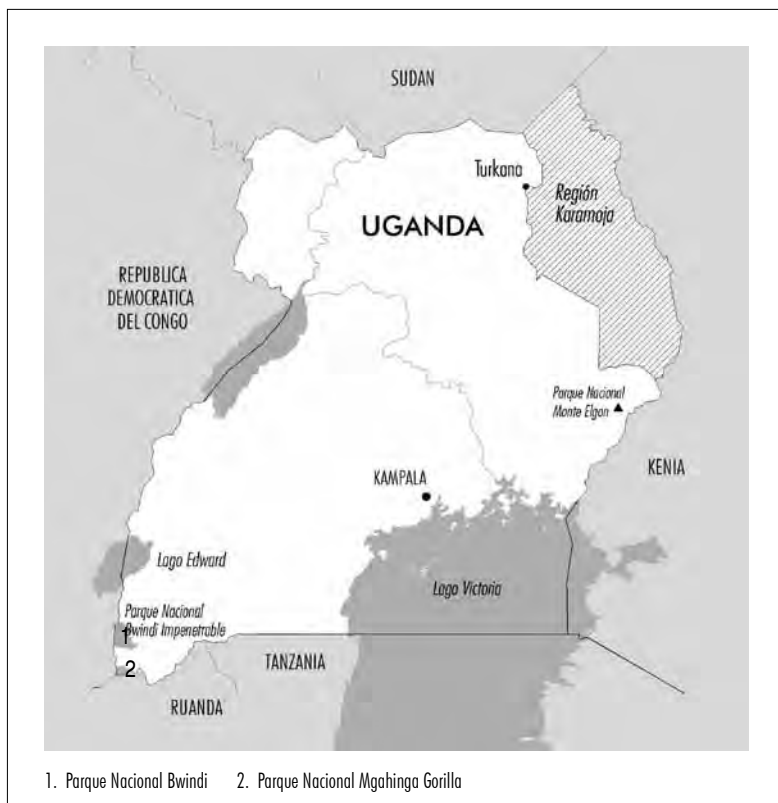 SUDAN
Turkana
Región
Karamoja
UGANDA
REPUBLICA
DEMOCRATICA
DEL CONGO
Parque Nacional
Monte Elgon
KENIA
KAMPALA
Lago Edward
Lago Victoria
Parque Nacional
Bwindi Impenetrable
1
2
TANZANIA
RUANDA
1. Parque Nacional Bwindi 2. Parque Nacional Mgahinga Gorilla